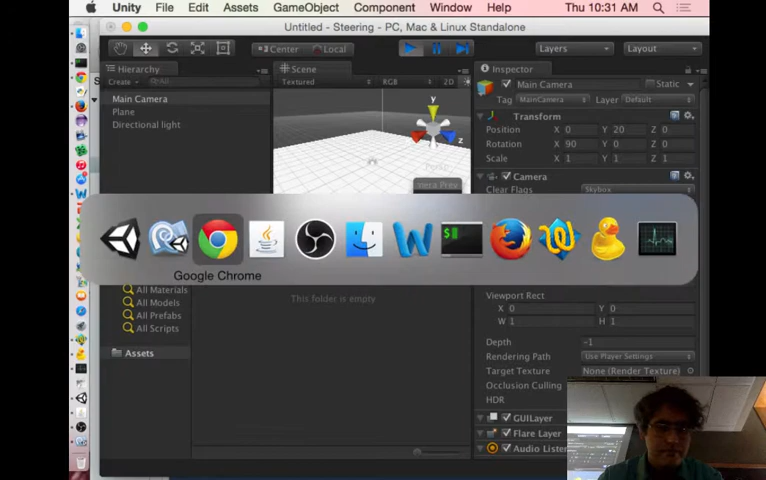 Unity File Edit Assets GameObject Component Window Help Thu 10:31 AM
Untitled - Steering - PC, Mac & Linux Standalone
Center Local Layers Layout
Hierarchy Scene Inspector
Create All Textured RGB 2D
Main Camera
Plane
Directional light
y
x
z
Main Camera Static
Tag MainCamera Layer Default
Transform
Position X 0 Y 20 Z 0
Rotation X 90 Y 0 Z 0
Scale X 1 Y 1 Z 1
Camera
Clear Flags Skybox
Google Chrome
All Materials
All Models
All Prefabs
All Scripts
Assets
This folder is empty
Viewport Rect
X 0 Y 0
W 1 H 1
Depth -1
Rendering Path Use Player Settings
Target Texture None (Render Texture)
Occlusion Culling
HDR
GUILayer
Flare Layer
Audio Listen